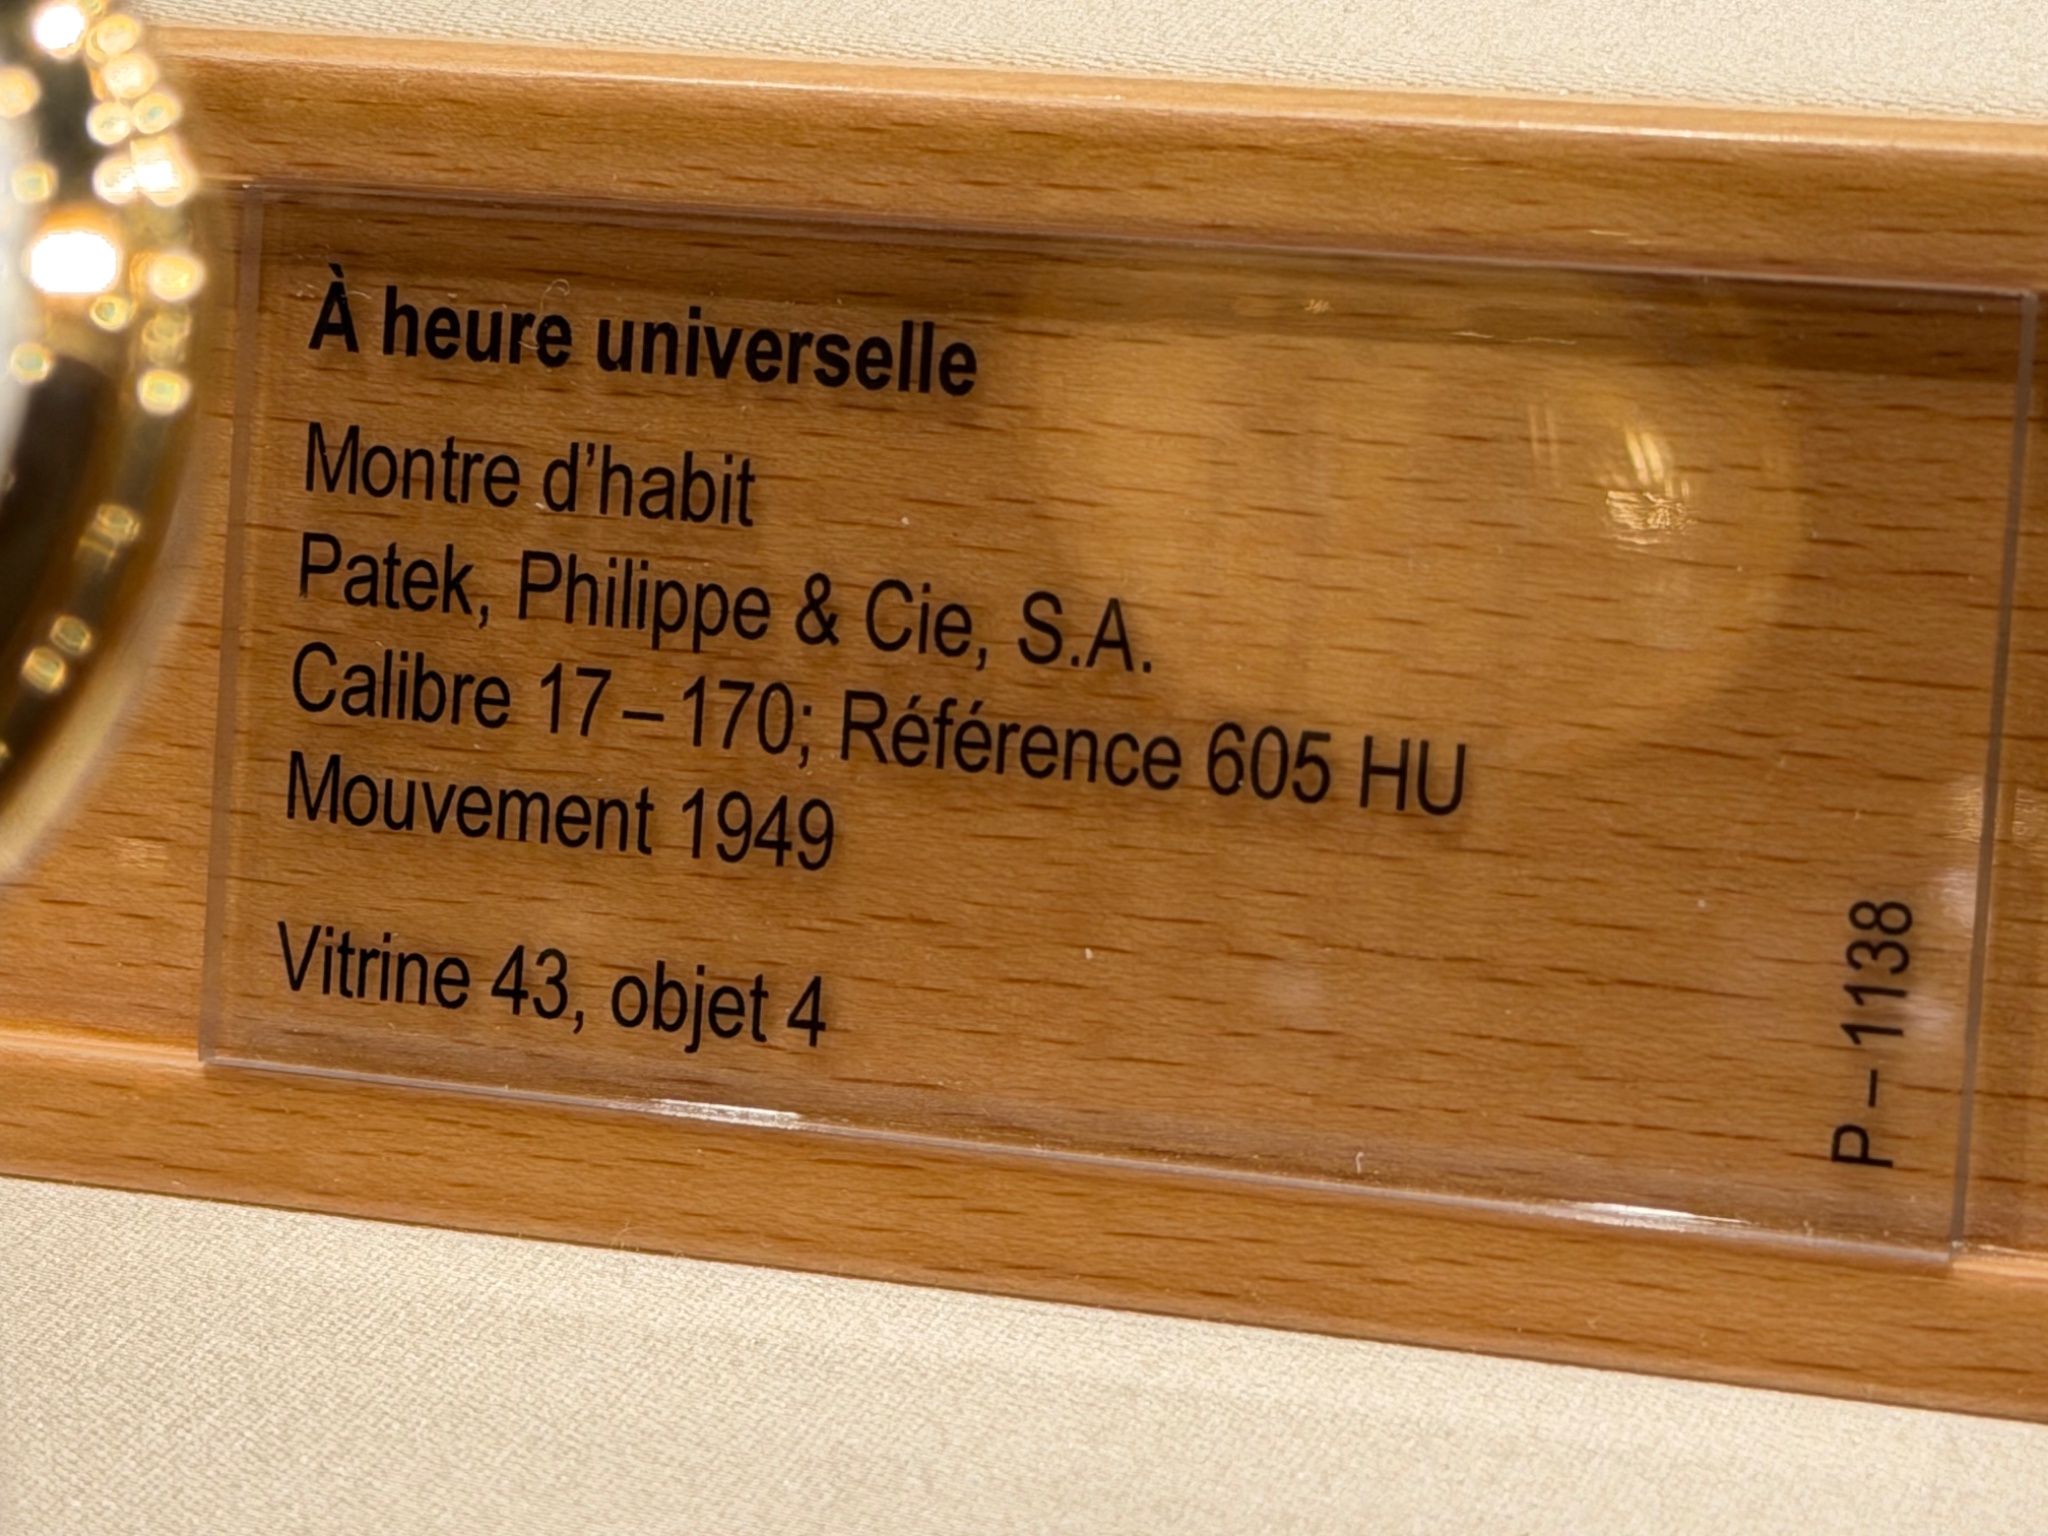 À heure universelle
Montre d’habit
Patek, Philippe & Cie, S.A.
Calibre 17 – 170; Référence 605 HU
Mouvement 1949
Vitrine 43, objet 4
P – 1138